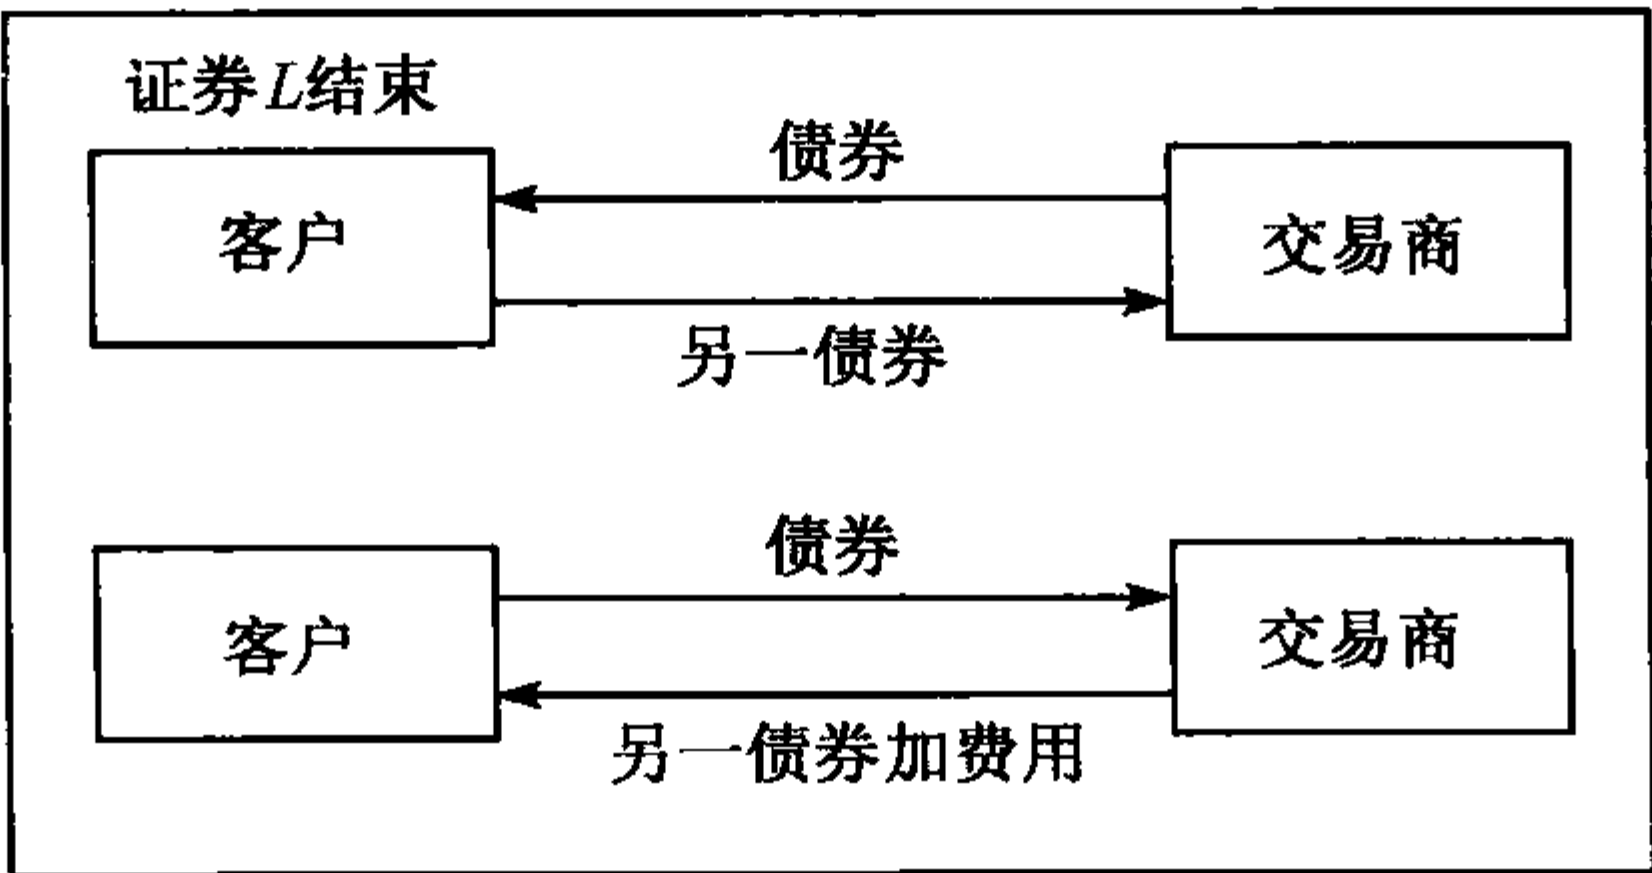 证券L结束
债券
客户
交易商
另一债券
债券
客户
交易商
另一债券加费用